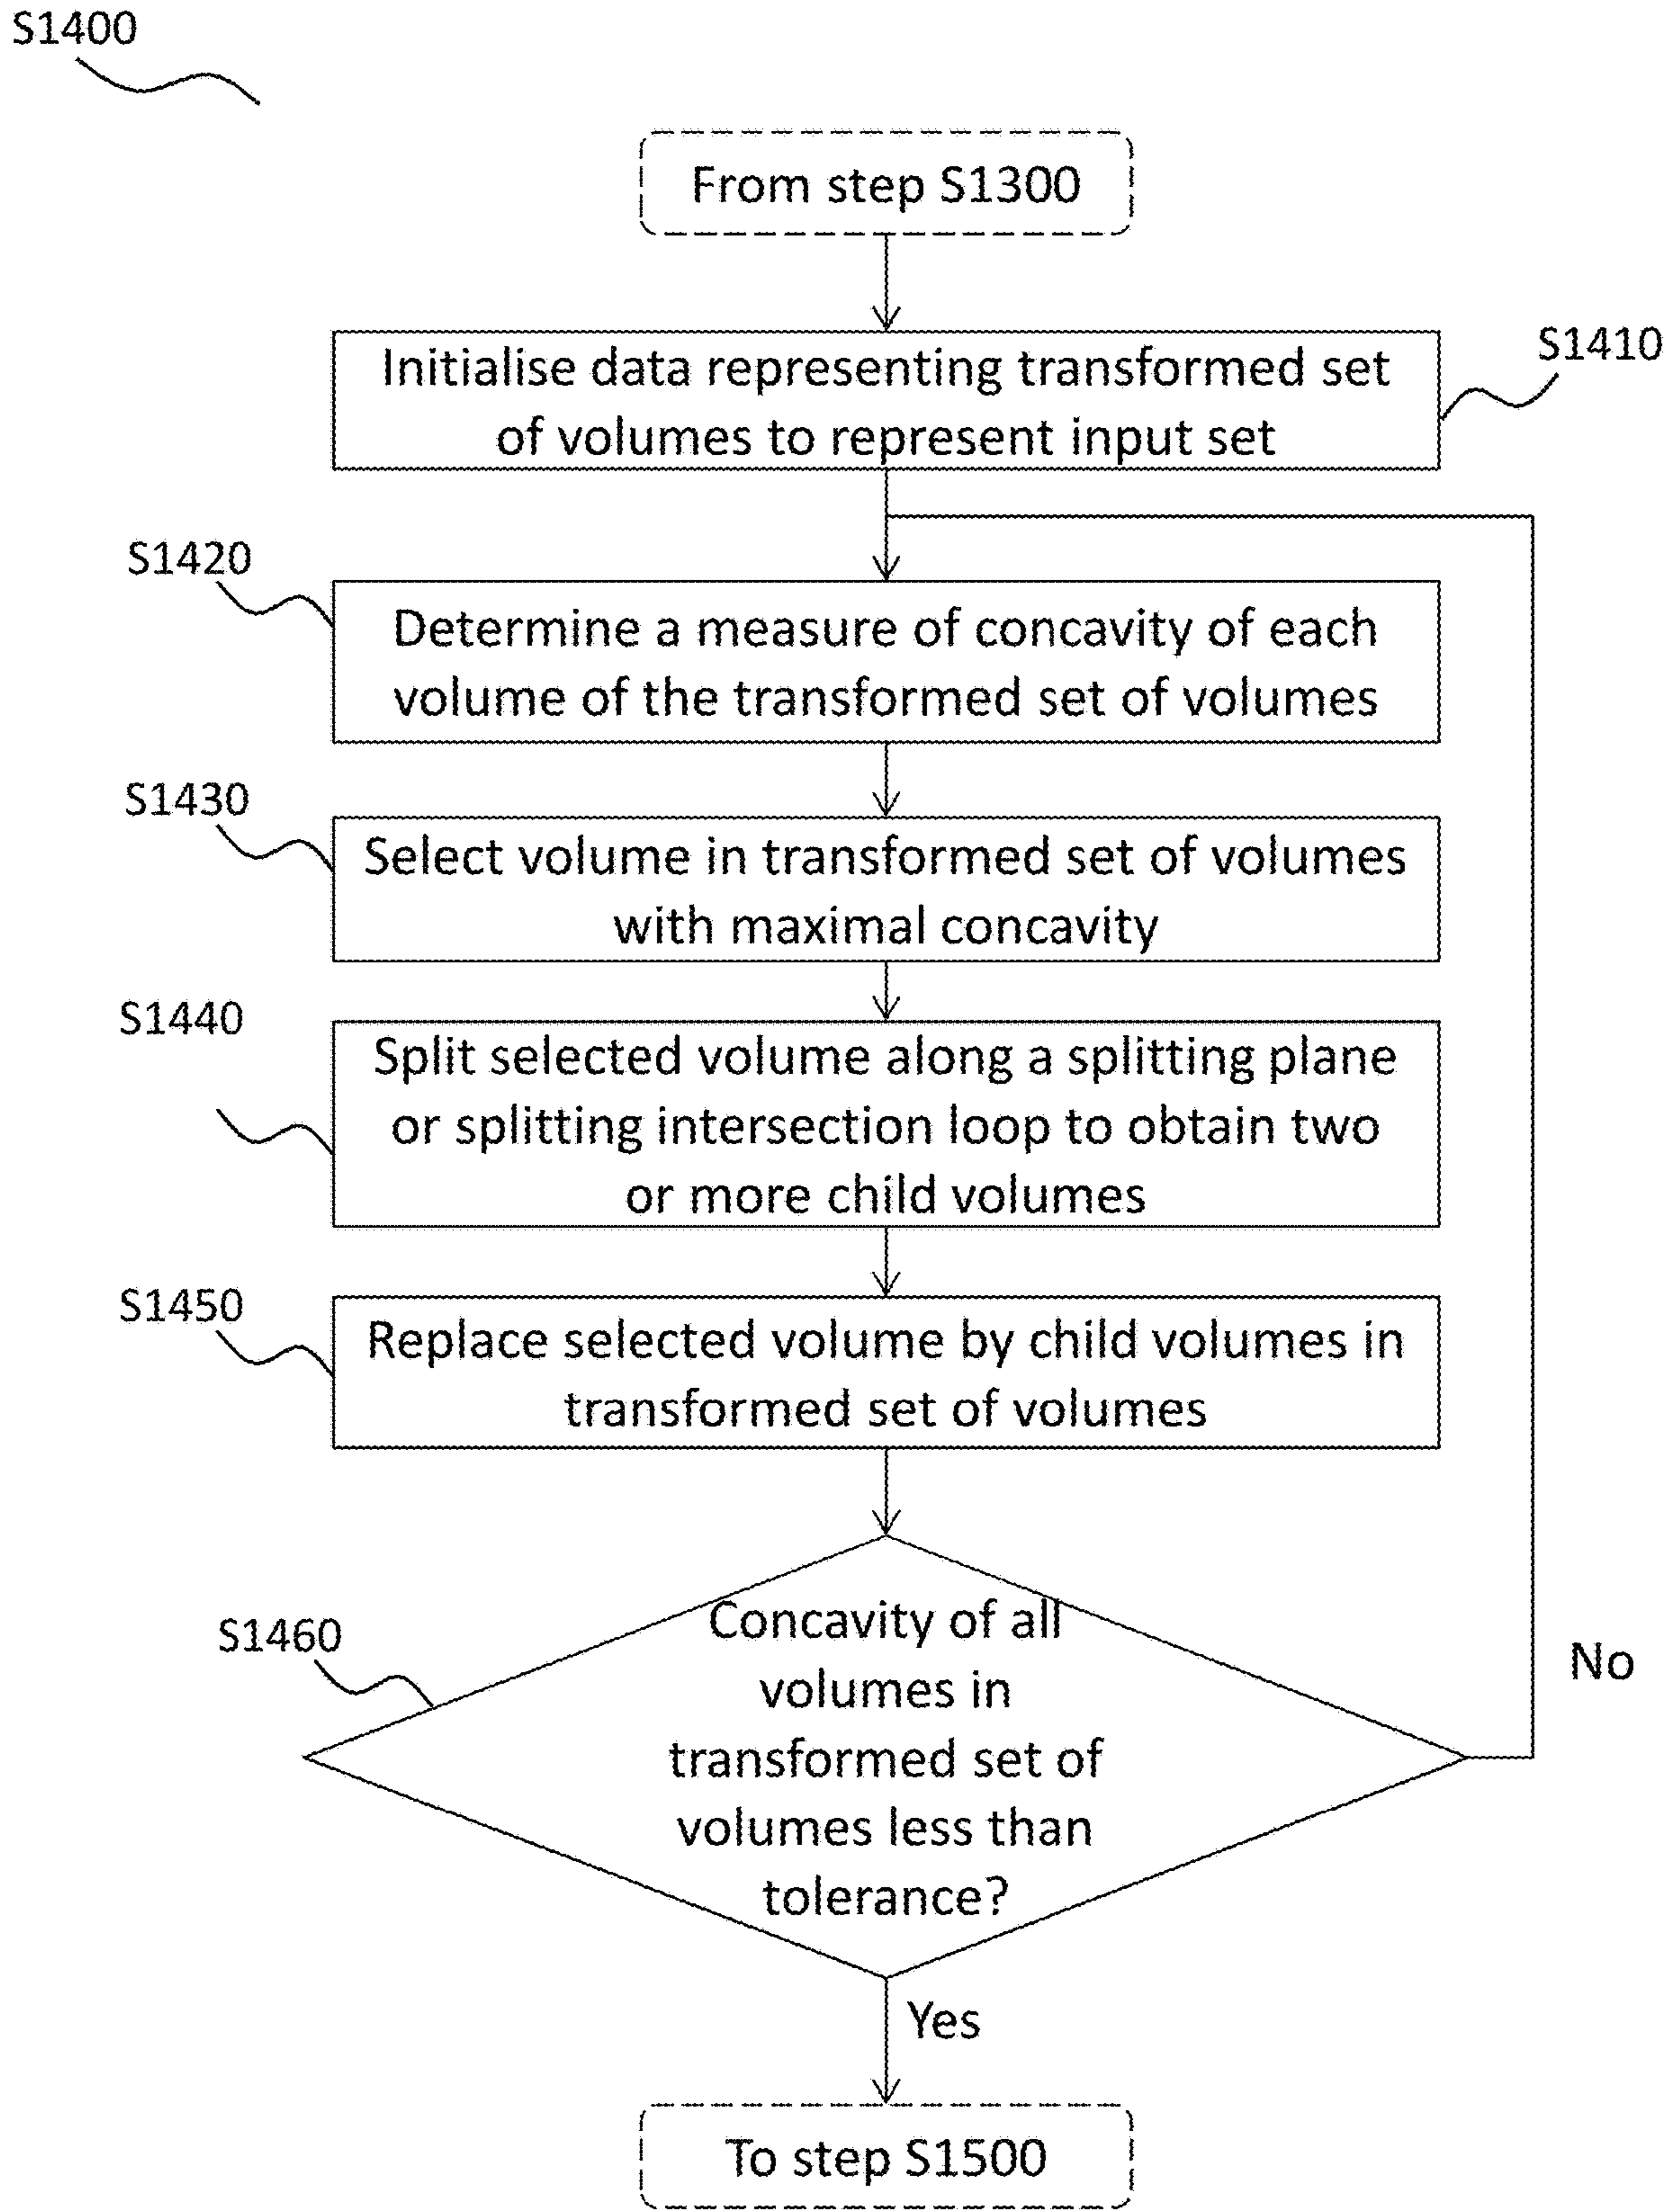 S1400
From step S1300
S1410
Initialise data representing transformed set
of volumes to represent input set
S1420
Determine a measure of concavity of each
volume of the transformed set of volumes
S1430
Select volume in transformed set of volumes
with maximal concavity
S1440
Split selected volume along a splitting plane
or splitting intersection loop to obtain two
or more child volumes
S1450
Replace selected volume by child volumes in
transformed set of volumes
S1460
Concavity of all
volumes in
transformed set of
volumes less than
tolerance?
No
Yes
To step S1500